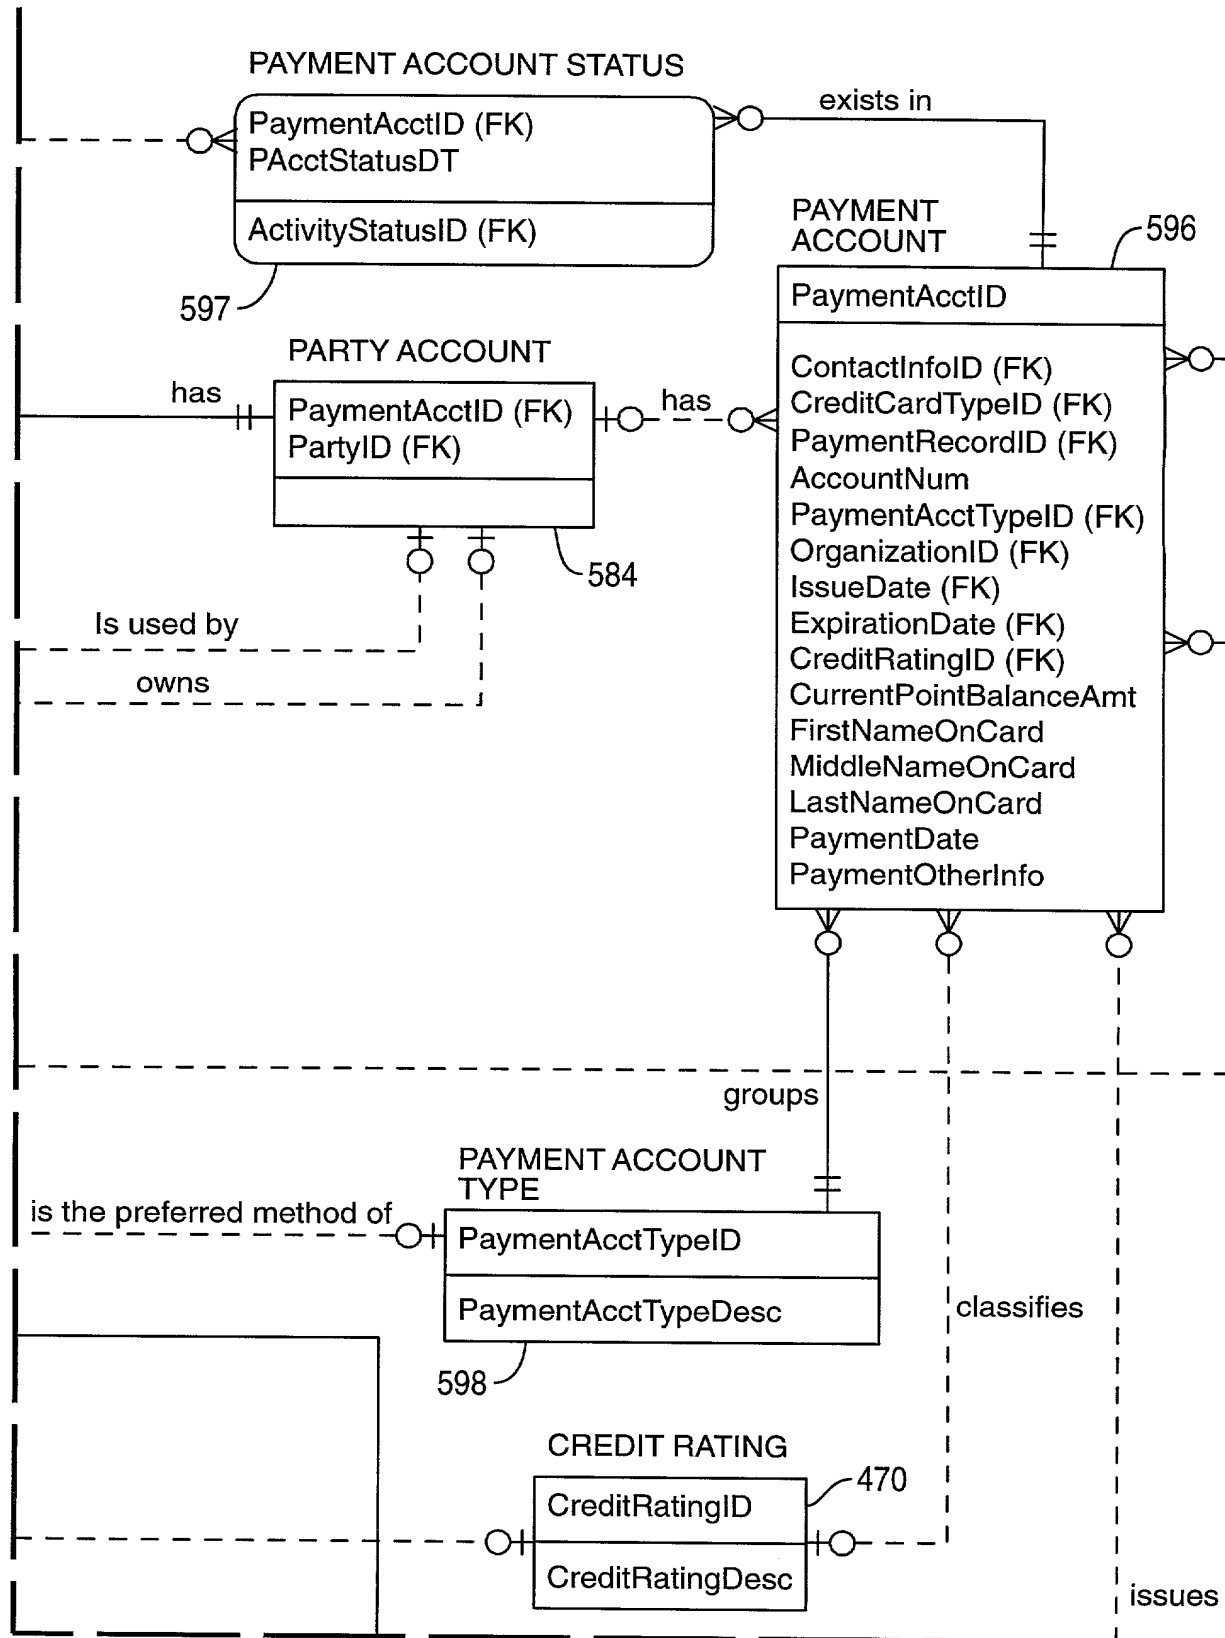 PAYMENT ACCOUNT STATUS
PaymentAcctID (FK)
PAcctStatusDT
ActivityStatusID (FK)
597
exists in
PAYMENT
ACCOUNT
596
PaymentAcctID
ContactInfoID (FK)
CreditCardTypeID (FK)
PaymentRecordID (FK)
AccountNum
PaymentAcctTypeID (FK)
OrganizationID (FK)
IssueDate (FK)
ExpirationDate (FK)
CreditRatingID (FK)
CurrentPointBalanceAmt
FirstNameOnCard
MiddleNameOnCard
LastNameOnCard
PaymentDate
PaymentOtherInfo
PARTY ACCOUNT
has
PaymentAcctID (FK)
PartyID (FK)
has
584
Is used by
owns
groups
PAYMENT ACCOUNT
TYPE
is the preferred method of
PaymentAcctTypeID
PaymentAcctTypeDesc
598
classifies
CREDIT RATING
470
CreditRatingID
CreditRatingDesc
issues